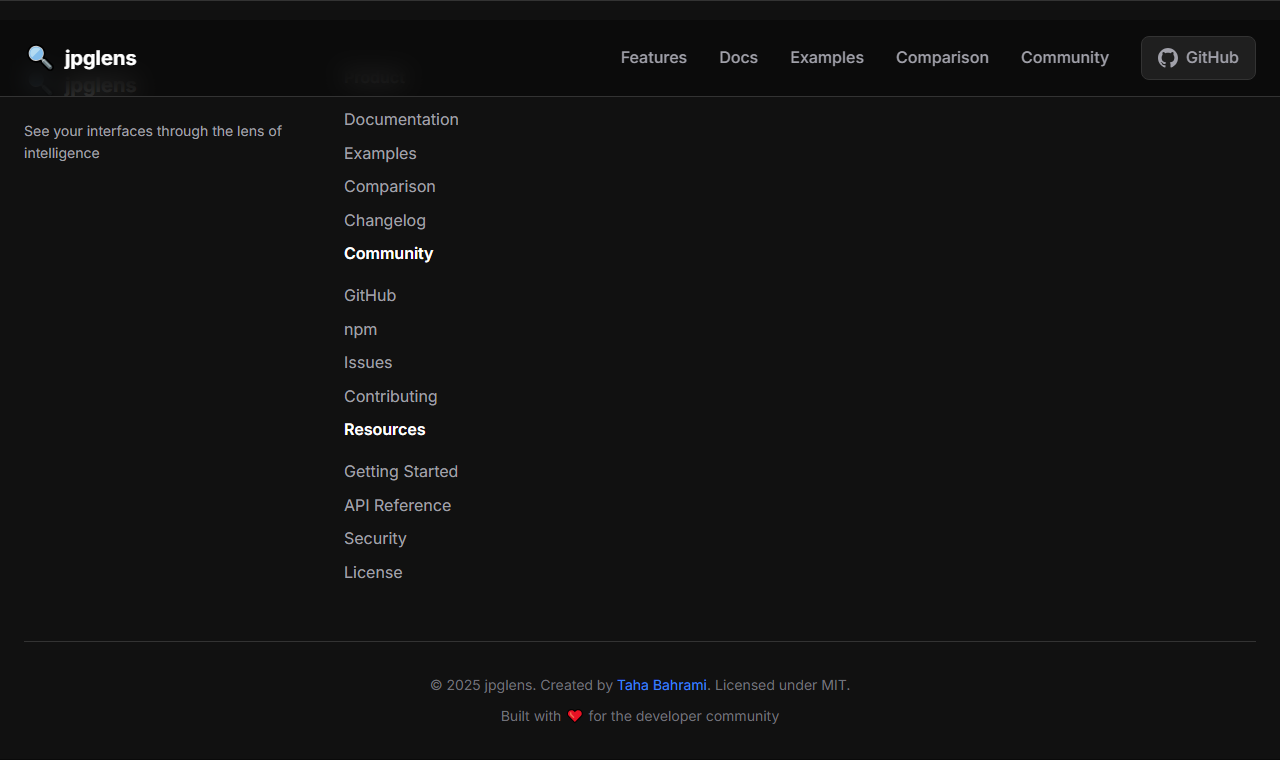 jpglens
Features
Docs
Examples
Comparison
Community
GitHub
jpglens
See your interfaces through the lens of
intelligence
Product
Documentation
Examples
Comparison
Changelog
Community
GitHub
npm
Issues
Contributing
Resources
Getting Started
API Reference
Security
License
© 2025 jpglens. Created by Taha Bahrami. Licensed under MIT.
Built with ❤️ for the developer community